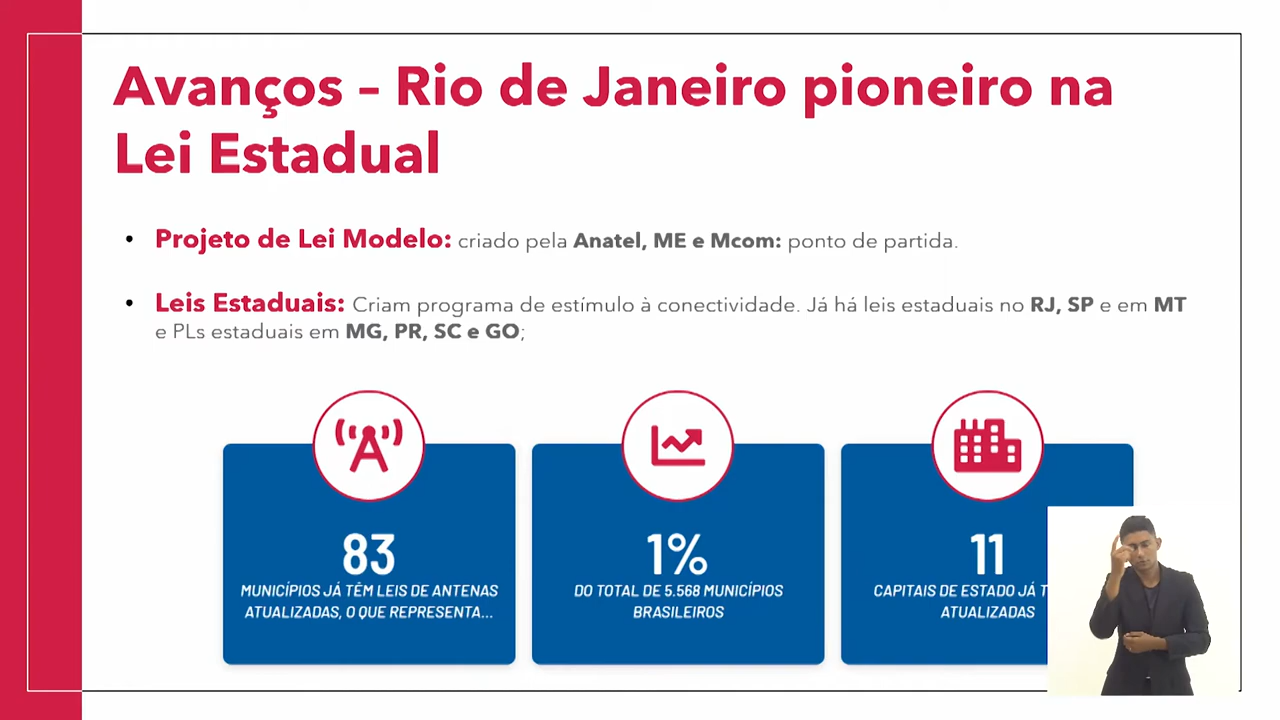 Avanços – Rio de Janeiro pioneiro na
Lei Estadual
• Projeto de Lei Modelo: criado pela Anatel, ME e Mcom: ponto de partida.
• Leis Estaduais: Criam programa de estímulo à conectividade. Já há leis estaduais no RJ, SP e em MT
e PLs estaduais em MG, PR, SC e GO;
83
MUNICÍPIOS JÁ TÊM LEIS DE ANTENAS
ATUALIZADAS, O QUE REPRESENTA...
1%
DO TOTAL DE 5.568 MUNICÍPIOS
BRASILEIROS
11
CAPITAIS DE ESTADO JÁ
ATUALIZADAS